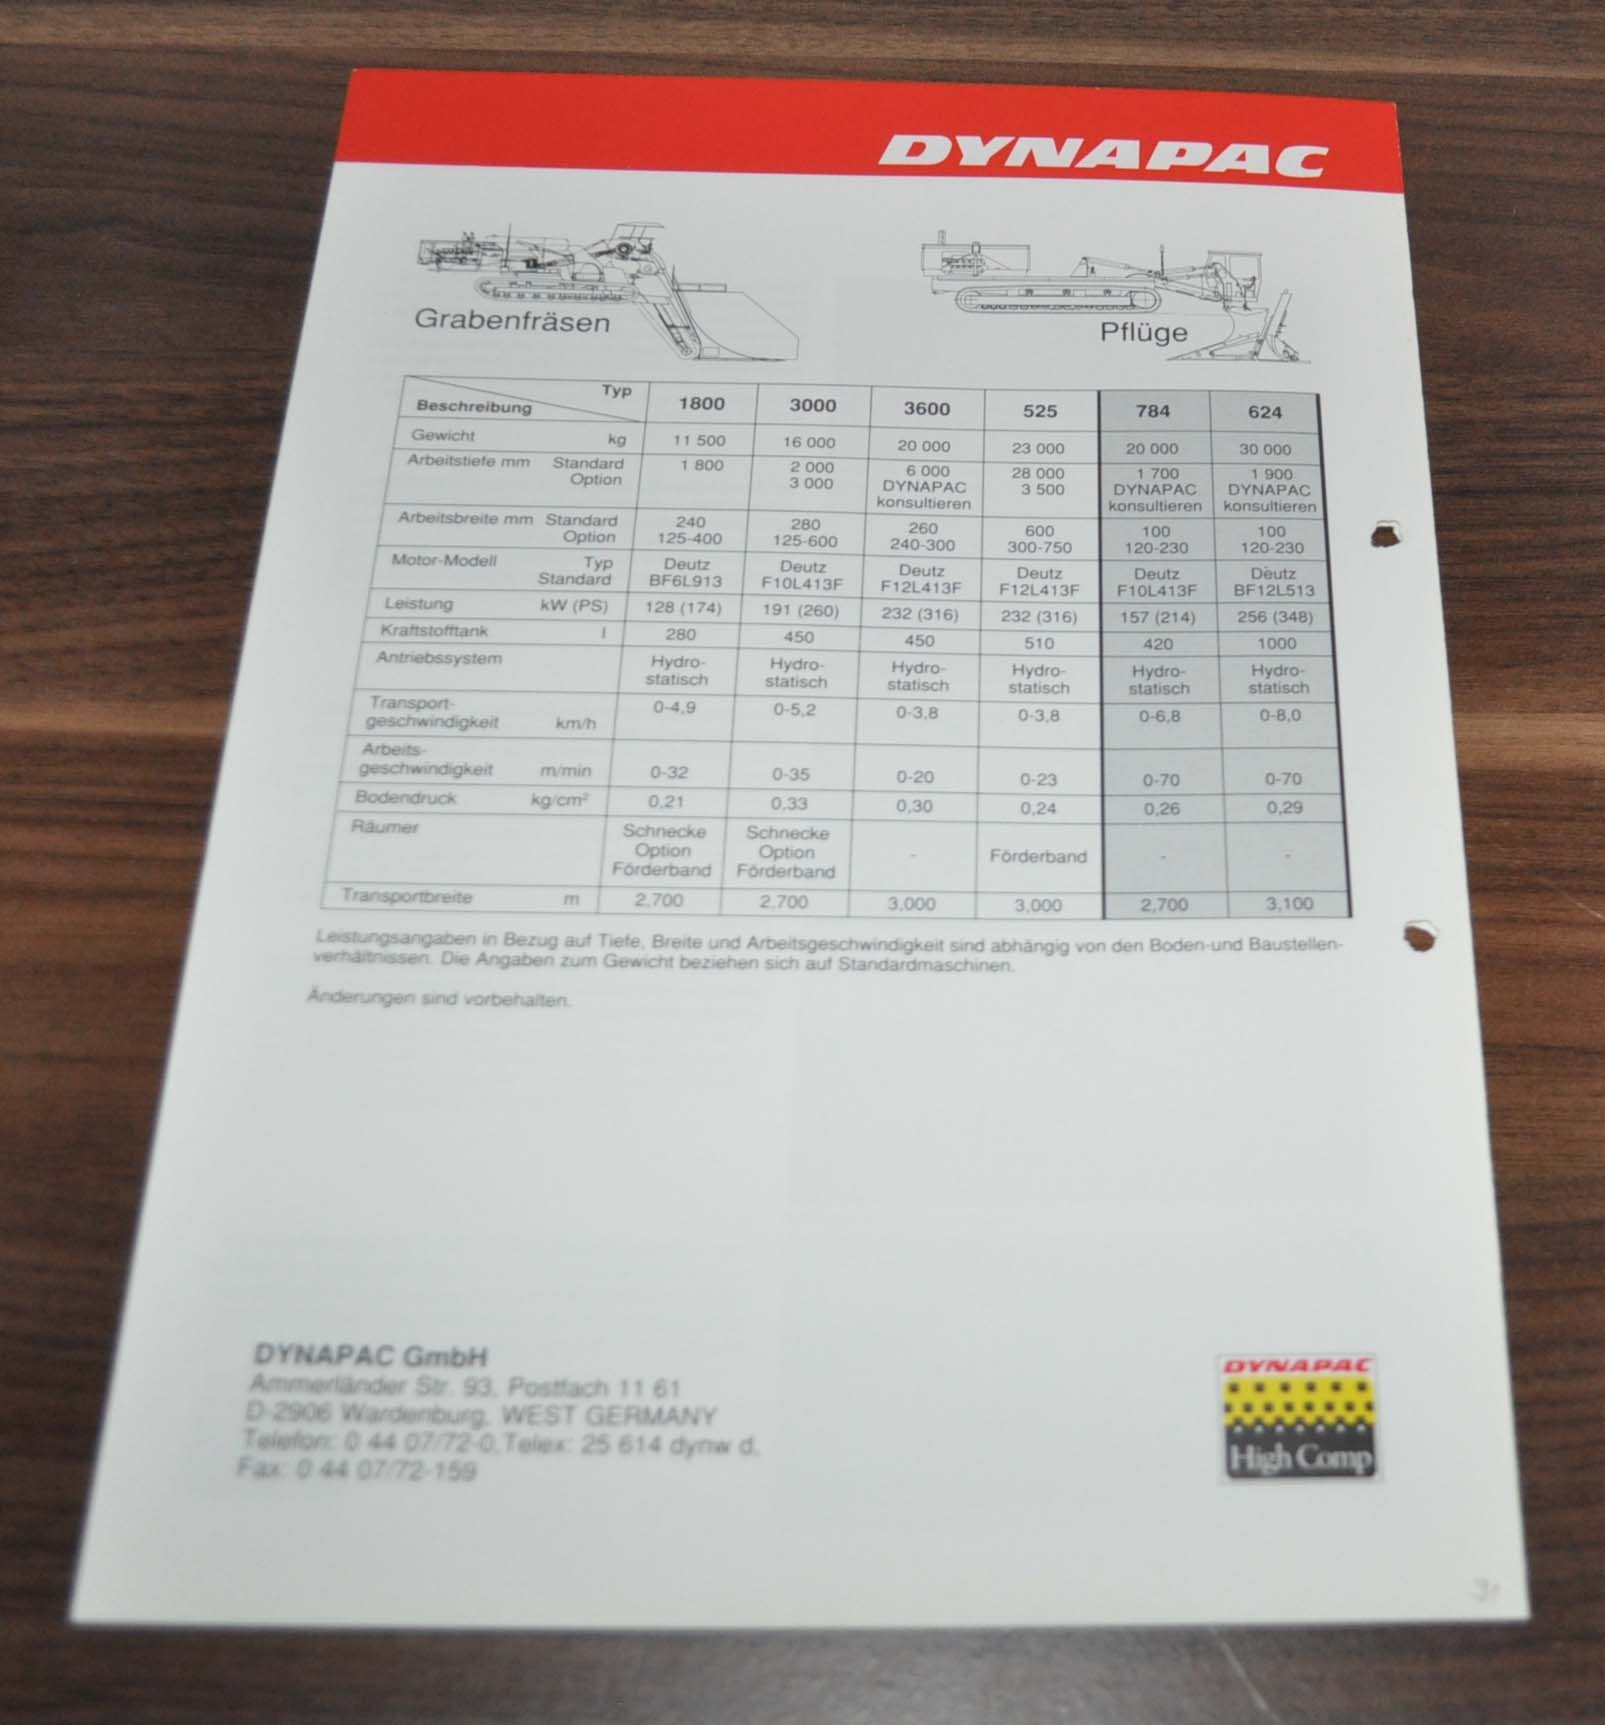 DYNAPAC
Grabenfräsen
Pflüge
Typ
Beschreibung 1800 3000 3600 525 784 624
Gewicht kg 11 500 16 000 20 000 23 000 20 000 30 000
Arbeitstiefe mm Standard 1 800 2 000 6 000 28 000 1 700 1 900
Option 3 000 DYNAPAC 3 500 DYNAPAC DYNAPAC
konsultieren konsultieren konsultieren
Arbeitsbreite mm Standard 240 280 260 600 100 100
Option 125-400 125-600 240-300 300-750 120-230 120-230
Motor-Modell Typ Deutz Deutz Deutz Deutz Deutz Deutz
Standard BF6L913 F10L413F F12L413F F12L413F F10L413F BF12L513
Leistung kW (PS) 128 (174) 191 (260) 232 (316) 232 (316) 157 (214) 256 (348)
Kraftstofftank l 280 450 450 510 420 1000
Antriebssystem Hydro- Hydro- Hydro- Hydro- Hydro- Hydro-
statisch statisch statisch statisch statisch statisch
Transport- 0-4,9 0-5,2 0-3,8 0-3,8 0-6,8 0-8,0
geschwindigkeit km/h
Arbeits-
geschwindigkeit m/min 0-32 0-35 0-20 0-23 0-70 0-70
Bodendruck kg/cm² 0,21 0,33 0,30 0,24 0,26 0,29
Räumer Schnecke Schnecke
Option Option - Förderband - -
Förderband Förderband
Transportbreite m 2,700 2,700 3,000 3,000 2,700 3,100
Leistungsangaben in Bezug auf Tiefe, Breite und Arbeitsgeschwindigkeit sind abhängig von den Boden-und Baustellen-
verhältnissen. Die Angaben zum Gewicht beziehen sich auf Standardmaschinen.
Änderungen sind vorbehalten.
DYNAPAC GmbH
Ammerländer Str. 93, Postfach 11 61
D-2906 Wardenburg, WEST GERMANY
Telefon: 0 44 07/72-0, Telex: 25 614 dynw d,
Fax: 0 44 07/72-159
DYNAPAC
High Comp